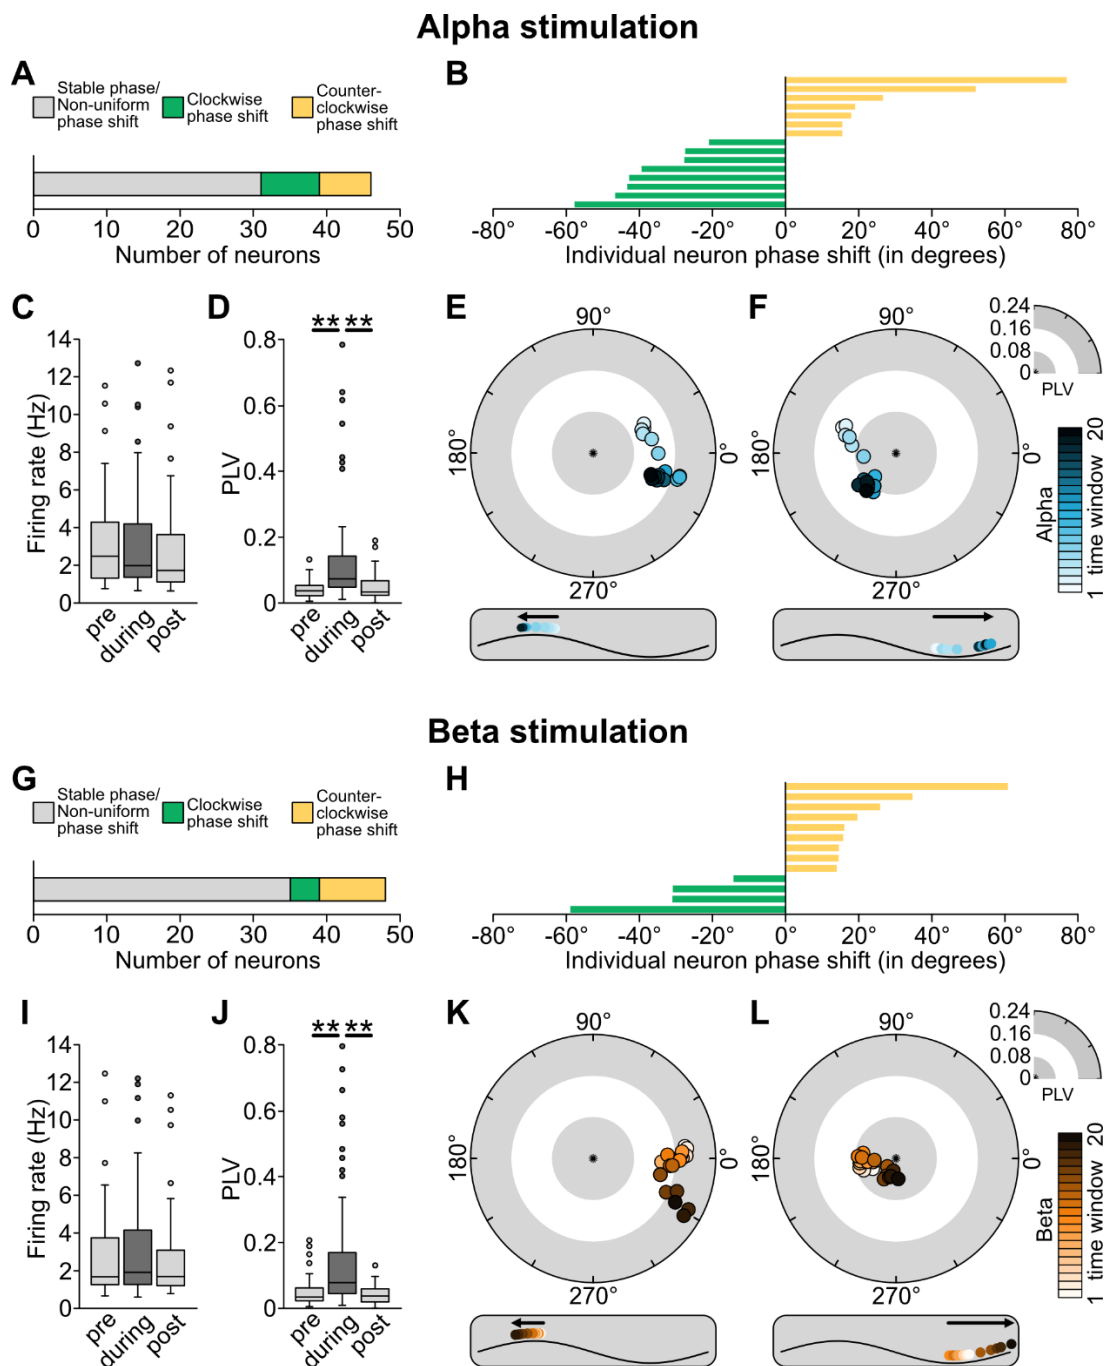 Alpha stimulation
A
Stable phase/
Non-uniform
phase shift
Clockwise
phase shift
Counter-
clockwise
phase shift
0 10 20 30 40 50
Number of neurons
B
-80° -60° -40° -20° 0° 20° 40° 60° 80°
Individual neuron phase shift (in degrees)
C
Firing rate (Hz)
14
12
10
8
6
4
2
0
pre
during
post
D
PLV
0.8
0.6
0.4
0.2
0
** **
pre
during
post
E
90°
180°
0°
270°
F
90°
180°
0°
270°
0.24
0.16
0.08
0
PLV
Alpha
1 time window 20
Beta stimulation
G
Stable phase/
Non-uniform
phase shift
Clockwise
phase shift
Counter-
clockwise
phase shift
0 10 20 30 40 50
Number of neurons
H
-80° -60° -40° -20° 0° 20° 40° 60° 80°
Individual neuron phase shift (in degrees)
I
Firing rate (Hz)
14
12
10
8
6
4
2
0
pre
during
post
J
PLV
0.8
0.6
0.4
0.2
0
** **
pre
during
post
K
90°
180°
0°
270°
L
90°
180°
0°
270°
0.24
0.16
0.08
0
PLV
Beta
1 time window 20